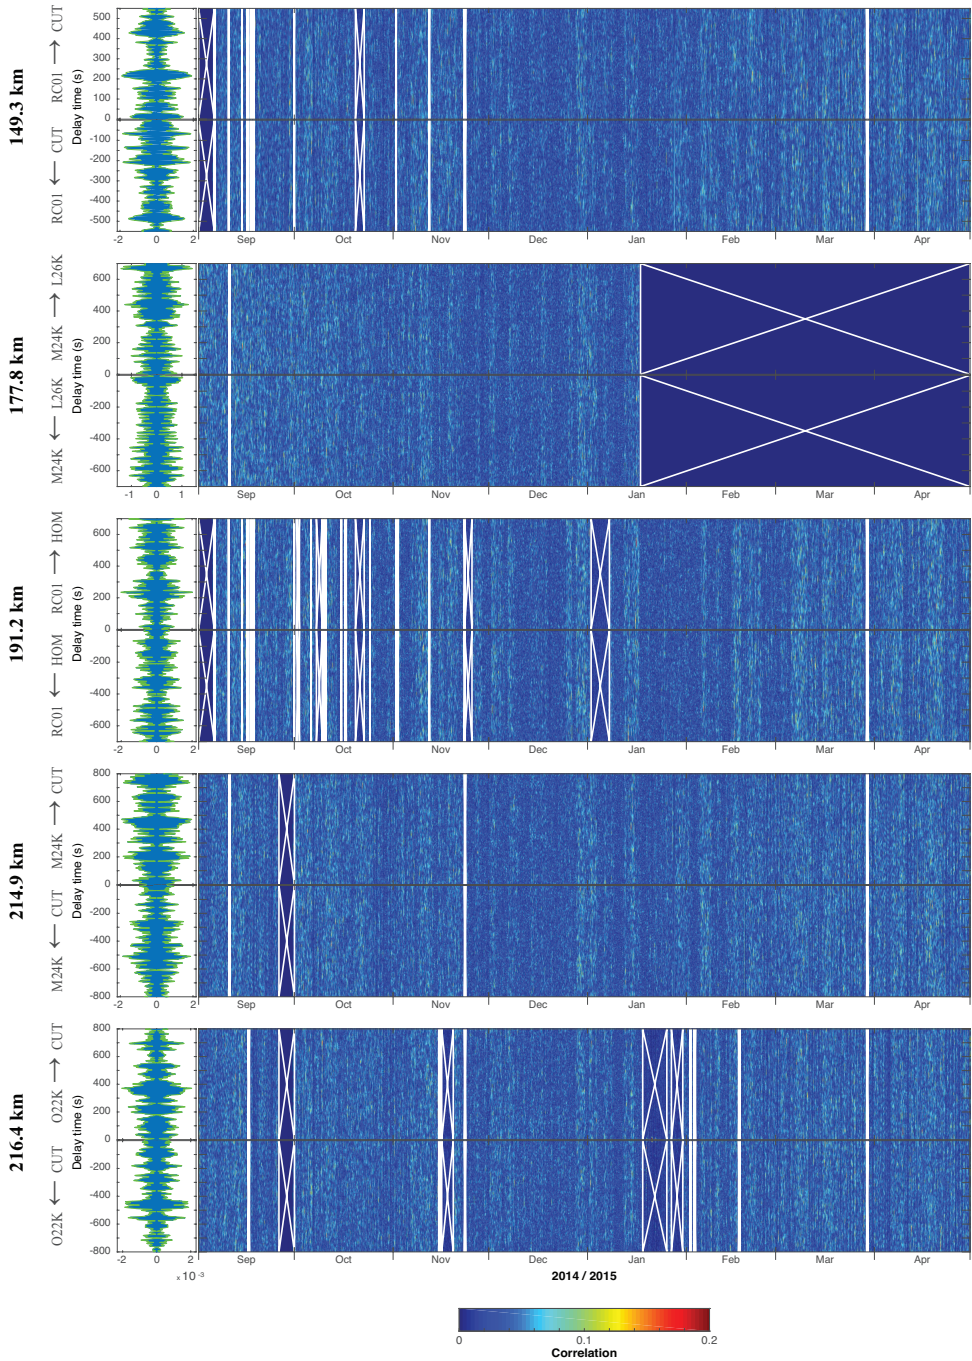 149.3 km
RC01 ← CUT RC01 → CUT
Delay time (s)
500
400
300
200
100
0
-100
-200
-300
-400
-500
-2 0 2
Sep Oct Nov Dec Jan Feb Mar Apr
177.8 km
M24K ← L26K M24K → L26K
Delay time (s)
600
400
200
0
-200
-400
-600
-1 0 1
Sep Oct Nov Dec Jan Feb Mar Apr
191.2 km
RC01 ← HOM RC01 → HOM
Delay time (s)
600
400
200
0
-200
-400
-600
-2 0 2
Sep Oct Nov Dec Jan Feb Mar Apr
214.9 km
M24K ← CUT M24K → CUT
Delay time (s)
800
600
400
200
0
-200
-400
-600
-800
-2 0 2
Sep Oct Nov Dec Jan Feb Mar Apr
216.4 km
O22K ← CUT O22K → CUT
Delay time (s)
800
600
400
200
0
-200
-400
-600
-800
-2 0 2
Sep Oct Nov Dec Jan Feb Mar Apr
x 10 -3
2014 / 2015
0 0.1 0.2
Correlation